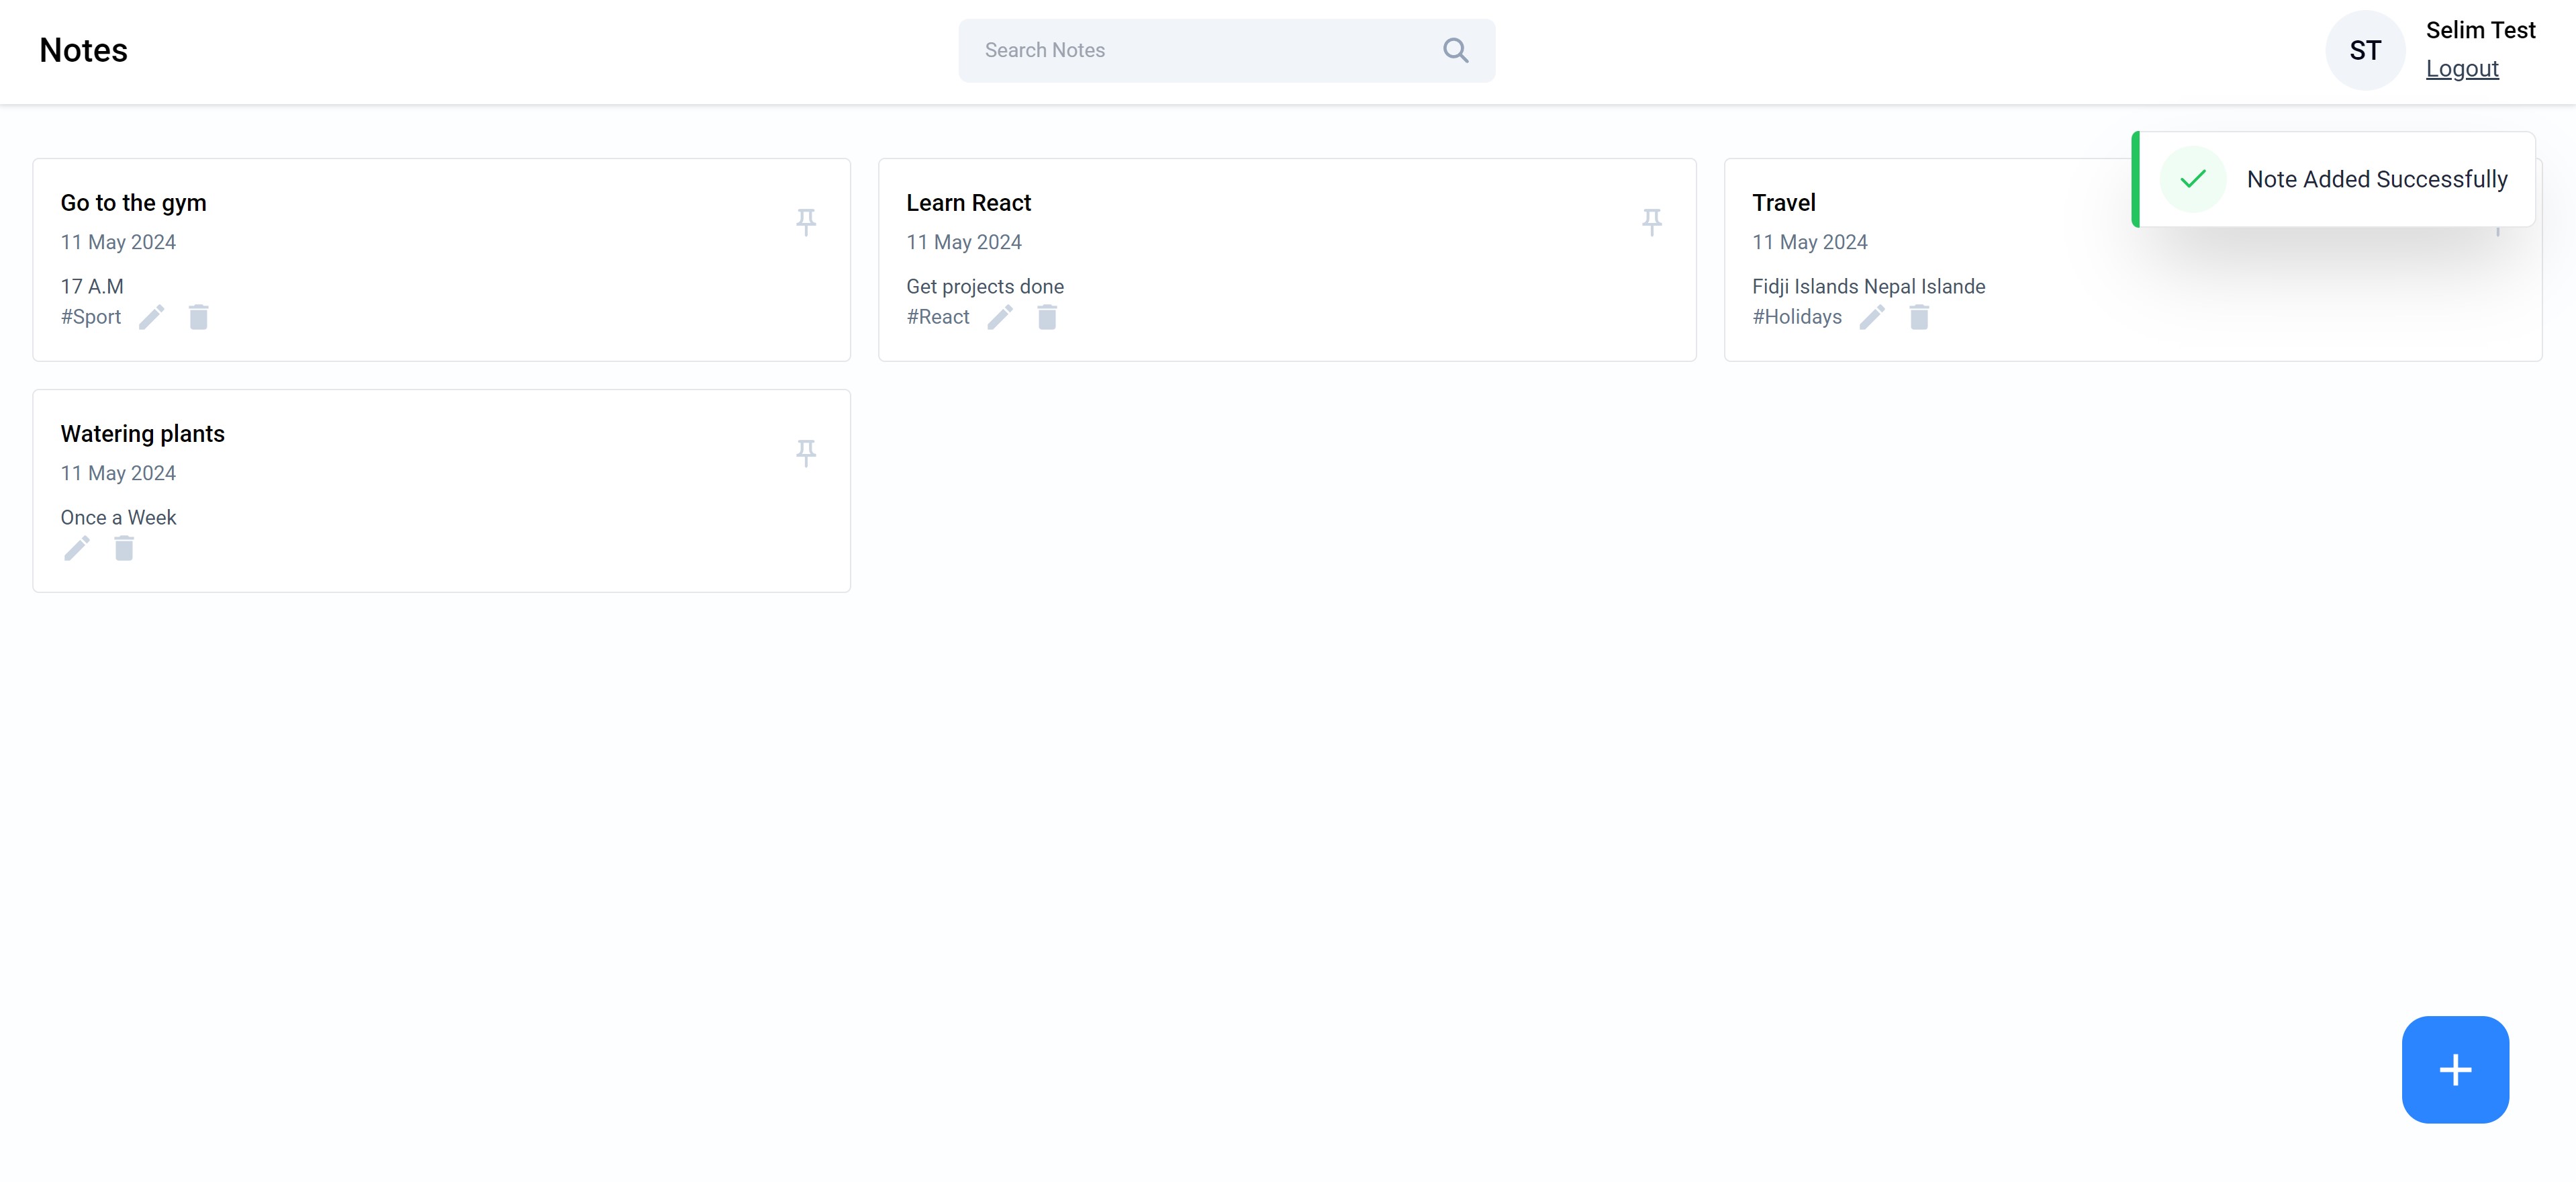 Notes
Search Notes
ST
Selim Test
Logout
Note Added Successfully
Go to the gym
11 May 2024
17 A.M
#Sport
Learn React
11 May 2024
Get projects done
#React
Travel
11 May 2024
Fidji Islands Nepal Islande
#Holidays
Watering plants
11 May 2024
Once a Week